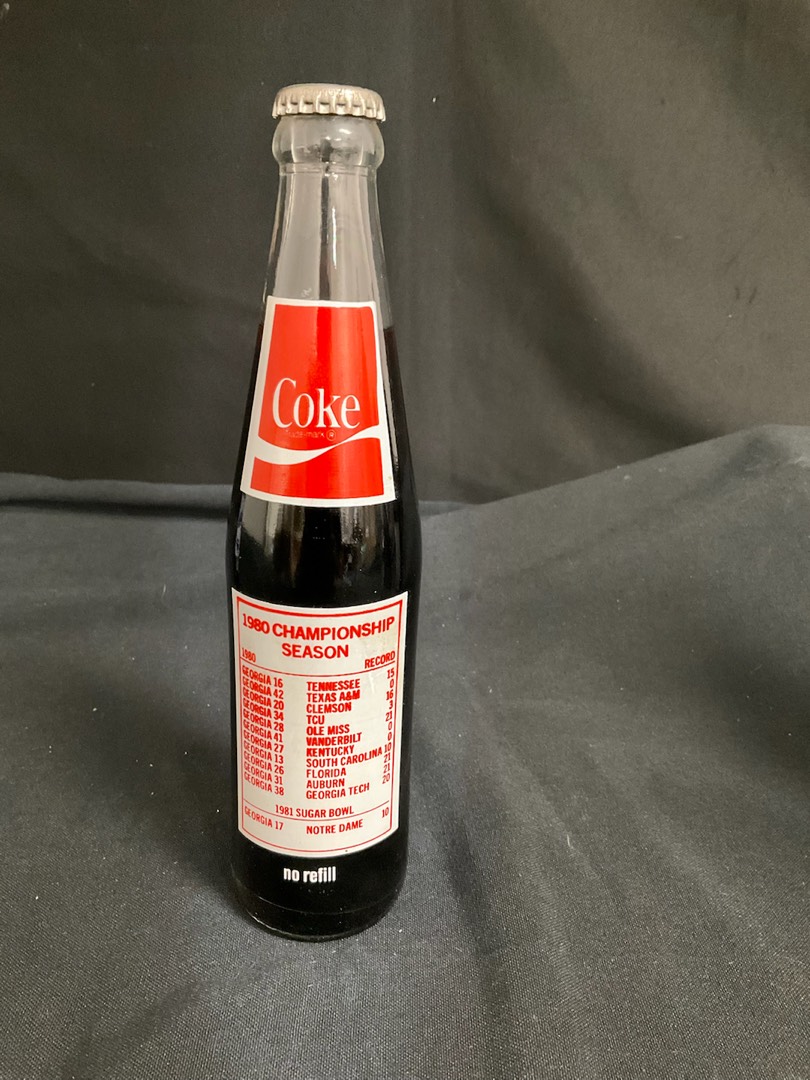 Coke
Trade-mark ®
1980 CHAMPIONSHIP
SEASON
1980 RECORD
GEORGIA 16 TENNESSEE 15
GEORGIA 42 TEXAS A&M 0
GEORGIA 20 CLEMSON 16
GEORGIA 34 TCU 3
GEORGIA 28 OLE MISS 21
GEORGIA 41 VANDERBILT 0
GEORGIA 27 KENTUCKY 0
GEORGIA 13 SOUTH CAROLINA 10
GEORGIA 26 FLORIDA 21
GEORGIA 31 AUBURN 21
GEORGIA 38 GEORGIA TECH 20
1981 SUGAR BOWL
GEORGIA 17 NOTRE DAME 10
no refill